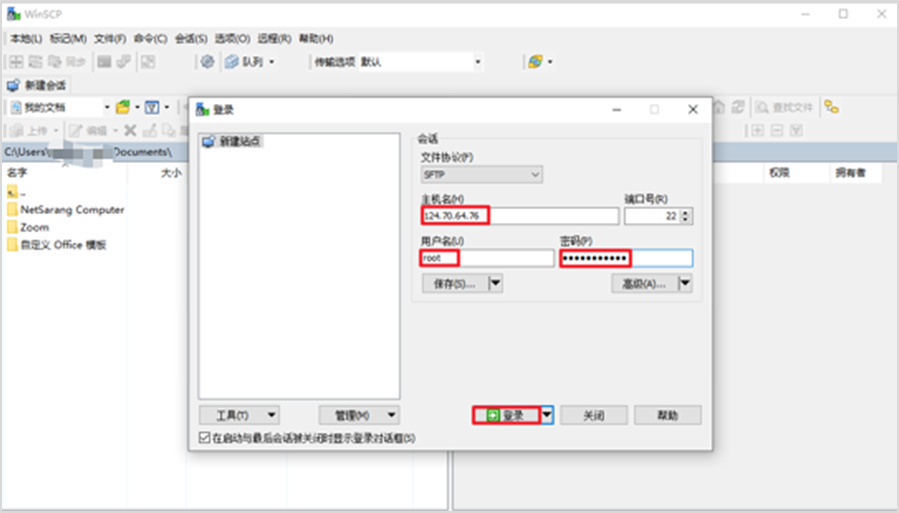 WinSCP
本地(L) 标记(M) 文件(F) 命令(C) 会话(S) 选项(O) 远程(R) 帮助(H)
同步 队列 传输选项 默认
新建会话
我的文档 查找文件
上传 编辑
C:\Users\ Documents\
名字 大小 权限 拥有者
..
NetSarang Computer
Zoom
自定义 Office 模板
登录
新建站点
会话
文件协议(F)
SFTP
主机名(H) 端口号(R)
124.70.64.76 22
用户名(U) 密码(P)
root ●●●●●●●●●●●
保存(S)... 高级(A)...
工具(T) 管理(M) 登录 关闭 帮助
在启动与最后会话被关闭时显示登录对话框(S)